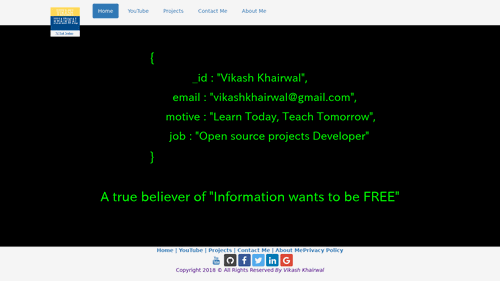 VIKASH
KHAIRWAL
Home YouTube Projects Contact Me About Me
{
_id : "Vikash Khairwal",
email : "vikashkhairwal@gmail.com",
motive : "Learn Today, Teach Tomorrow",
job : "Open source projects Developer"
}
A true believer of "Information wants to be FREE"
Home | YouTube | Projects | Contact Me | About MePrivacy Policy
Copyright 2018 © All Rights Reserved By Vikash Khairwal